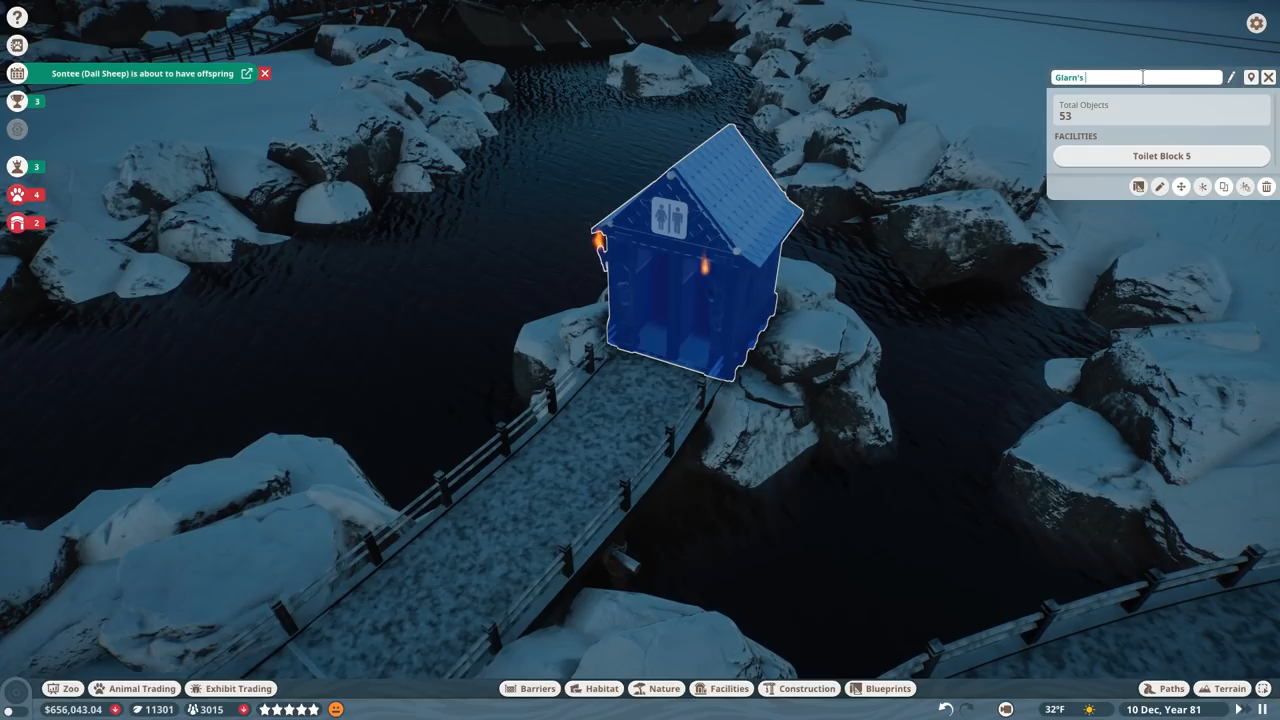 Sontee (Dall Sheep) is about to have offspring
3
3
4
2
Glarn's
Total Objects
53
FACILITIES
Toilet Block 5
Zoo
Animal Trading
Exhibit Trading
Barriers
Habitat
Nature
Facilities
Construction
Blueprints
Paths
Terrain
$656,043.04
11301
3015
32°F
10 Dec, Year 81